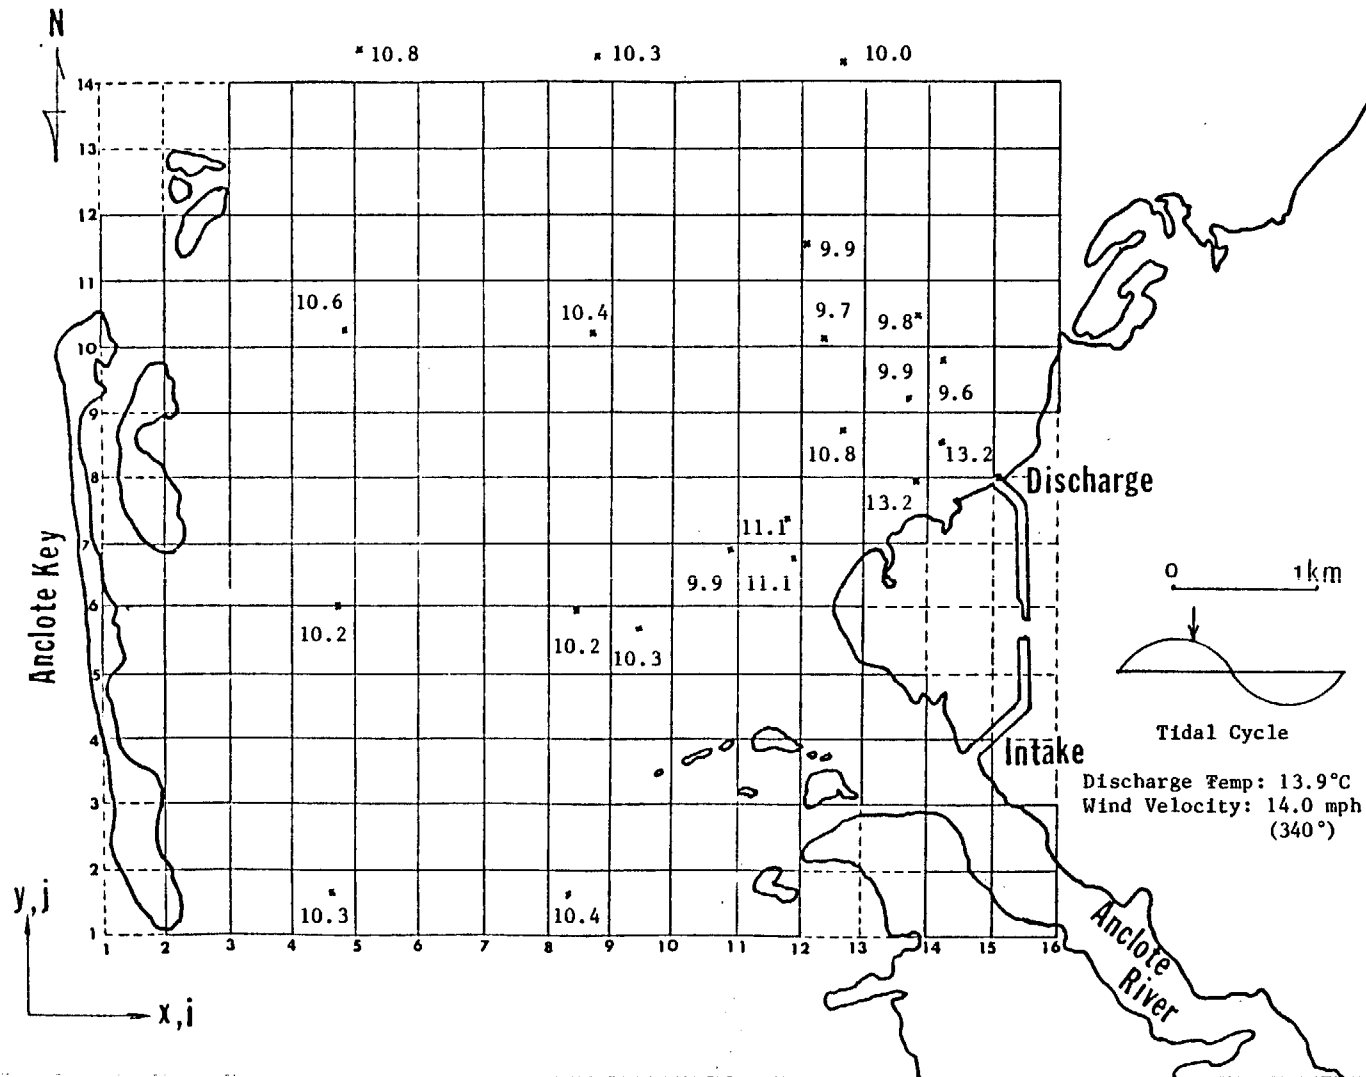 N
10.8 10.3 10.0
14
13
12
9.9
11
10.6 10.4 9.7 9.8
10
9.9 9.6
9
10.8 13.2
8 Discharge
13.2
11.1
7
9.9 11.1
0 1km
6
10.2 10.2 10.3
Anclote Key
5
4
Tidal Cycle
Intake
Discharge Temp: 13.9°C
3 Wind Velocity: 14.0 mph
(340°)
2
y,j
10.3 10.4
1
1 2 3 4 5 6 7 8 9 10 11 12 13 14 15 16
Anclote
River
x,i